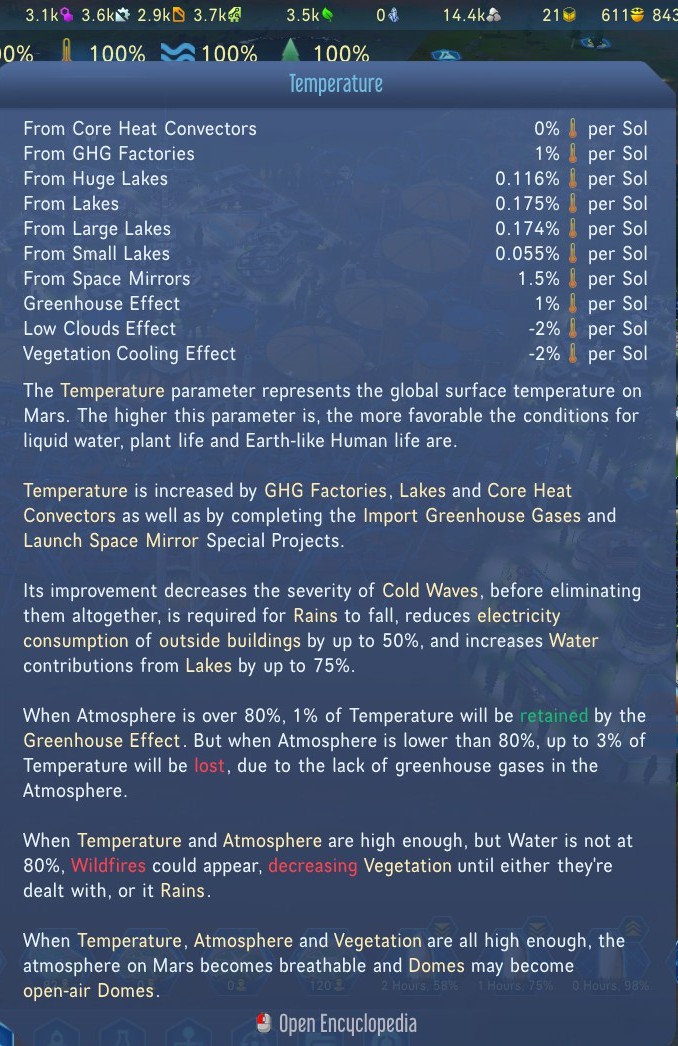 3.1k 3.6k 2.9k 3.7k 3.5k 0 14.4k 21 611 843
0% 100% 100% 100%
Temperature
From Core Heat Convectors 0% per Sol
From GHG Factories 1% per Sol
From Huge Lakes 0.116% per Sol
From Lakes 0.175% per Sol
From Large Lakes 0.174% per Sol
From Small Lakes 0.055% per Sol
From Space Mirrors 1.5% per Sol
Greenhouse Effect 1% per Sol
Low Clouds Effect -2% per Sol
Vegetation Cooling Effect -2% per Sol
The Temperature parameter represents the global surface temperature on
Mars. The higher this parameter is, the more favorable the conditions for
liquid water, plant life and Earth-like Human life are.
Temperature is increased by GHG Factories, Lakes and Core Heat
Convectors as well as by completing the Import Greenhouse Gases and
Launch Space Mirror Special Projects.
Its improvement decreases the severity of Cold Waves, before eliminating
them altogether, is required for Rains to fall, reduces electricity
consumption of outside buildings by up to 50%, and increases Water
contributions from Lakes by up to 75%.
When Atmosphere is over 80%, 1% of Temperature will be retained by the
Greenhouse Effect. But when Atmosphere is lower than 80%, up to 3% of
Temperature will be lost, due to the lack of greenhouse gases in the
Atmosphere.
When Temperature and Atmosphere are high enough, but Water is not at
80%, Wildfires could appear, decreasing Vegetation until either they're
dealt with, or it Rains.
When Temperature, Atmosphere and Vegetation are all high enough, the
atmosphere on Mars becomes breathable and Domes may become
open-air Domes.
0 120 2 Hours, 58% 1 Hours, 75% 0 Hours, 98%
Open Encyclopedia